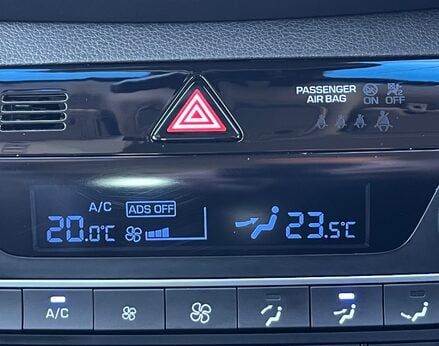 PASSENGER
AIR BAG ON OFF
A/C ADS OFF
20.0°C 23.5°C
A/C